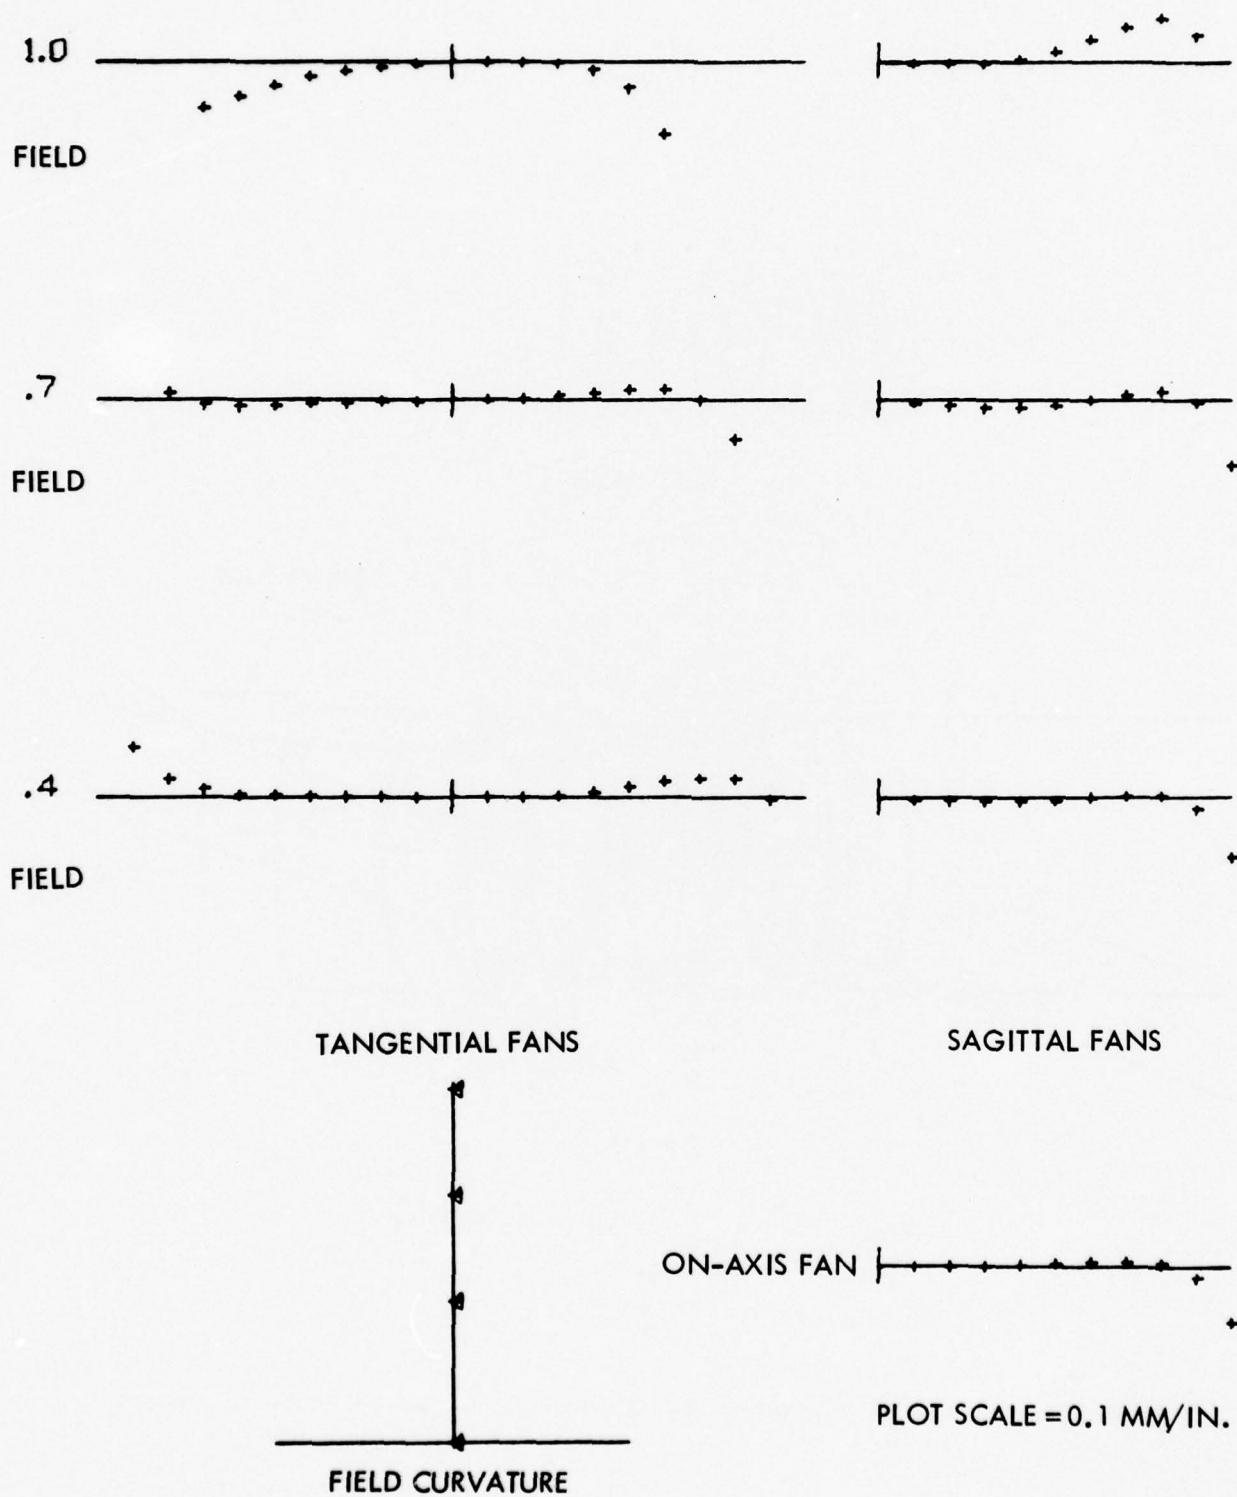 1.0
FIELD
.7
FIELD
.4
FIELD
TANGENTIAL FANS
SAGITTAL FANS
ON-AXIS FAN
PLOT SCALE = 0.1 MM/IN.
FIELD CURVATURE